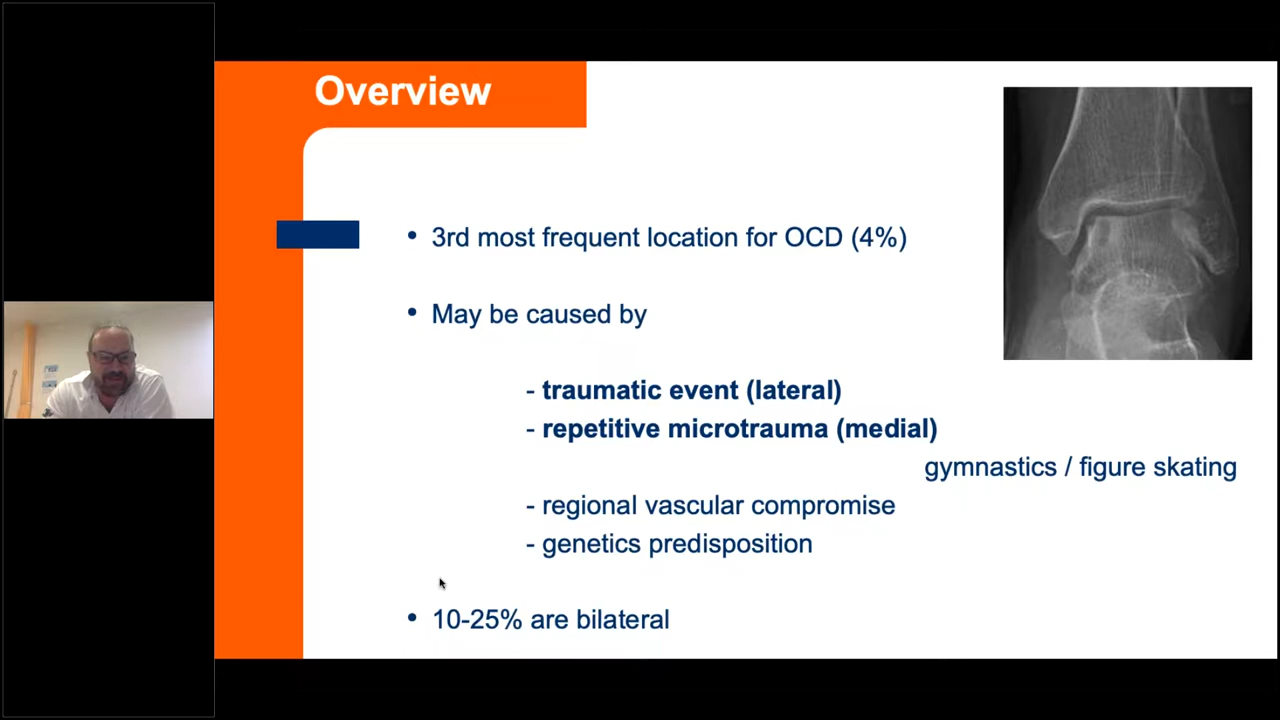 Overview
• 3rd most frequent location for OCD (4%)
• May be caused by
- traumatic event (lateral)
- repetitive microtrauma (medial)
gymnastics / figure skating
- regional vascular compromise
- genetics predisposition
• 10-25% are bilateral